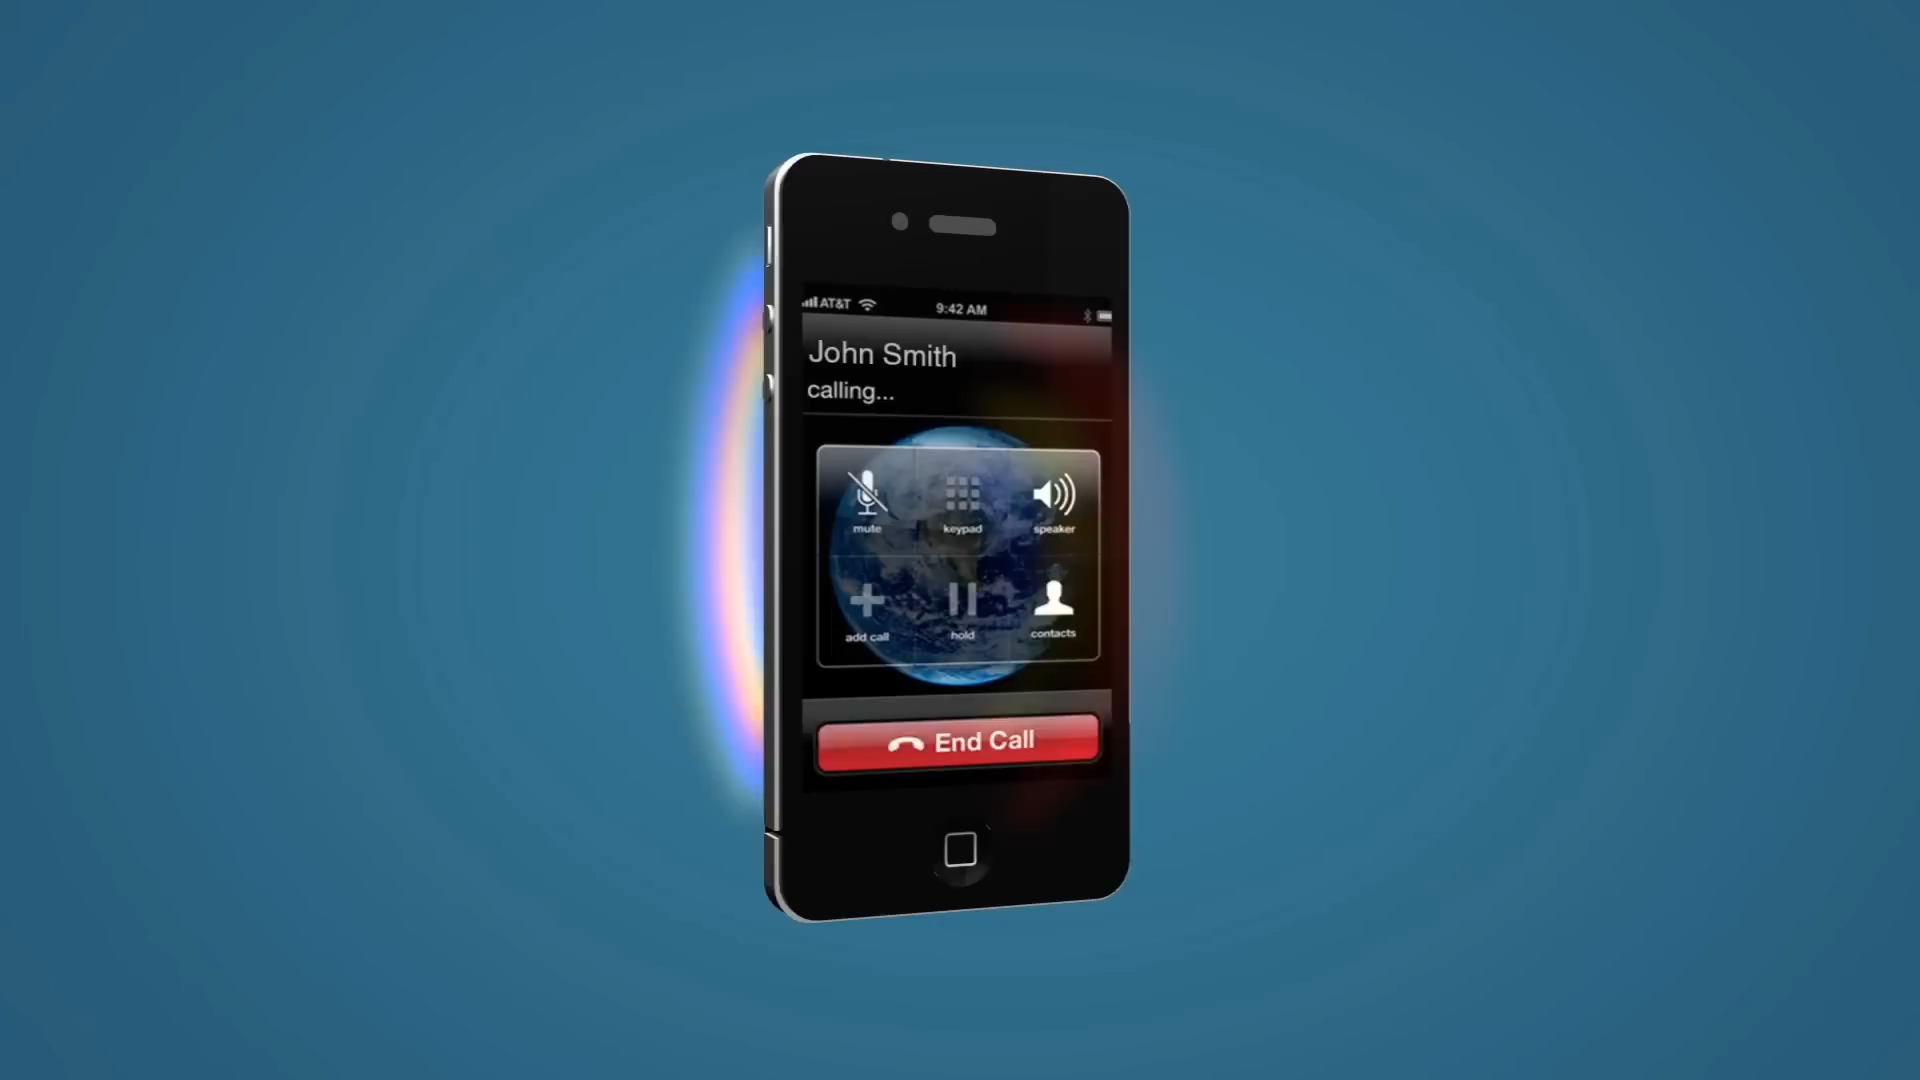 AT&T 9:42 AM
John Smith
calling...
mute keypad speaker
add call hold contacts
End Call